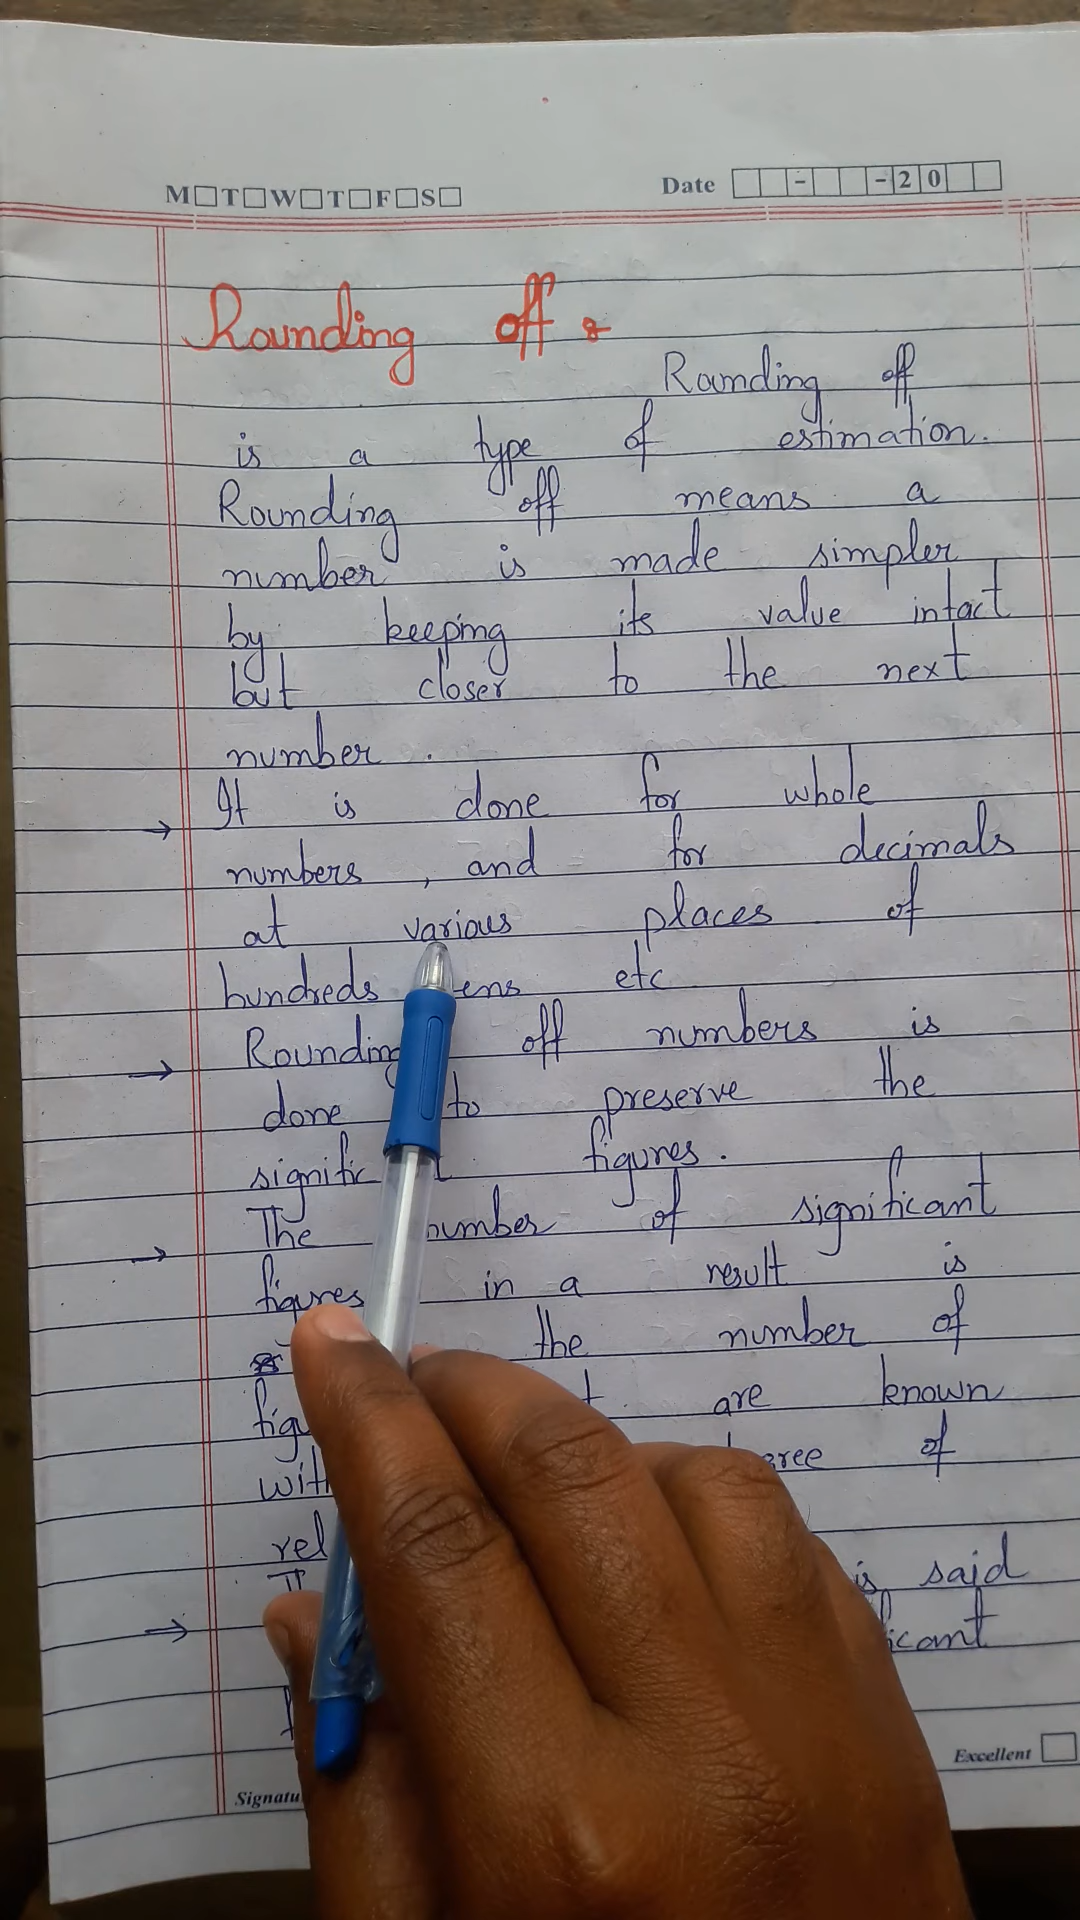 M□T□W□T□F□S□
Date - -20
Rounding off :
Rounding off
is a type of estimation.
Rounding off means a
number is made simpler
by keeping its value intact
but closer to the next
number .
→ It is done for whole
numbers , and for decimals
at various places of
hundreds etc
→ Rounding off numbers is
done to preserve the
figures .
→ The number of significant
figures in a result is
the number of
are known
of
is said
→
Excellent □